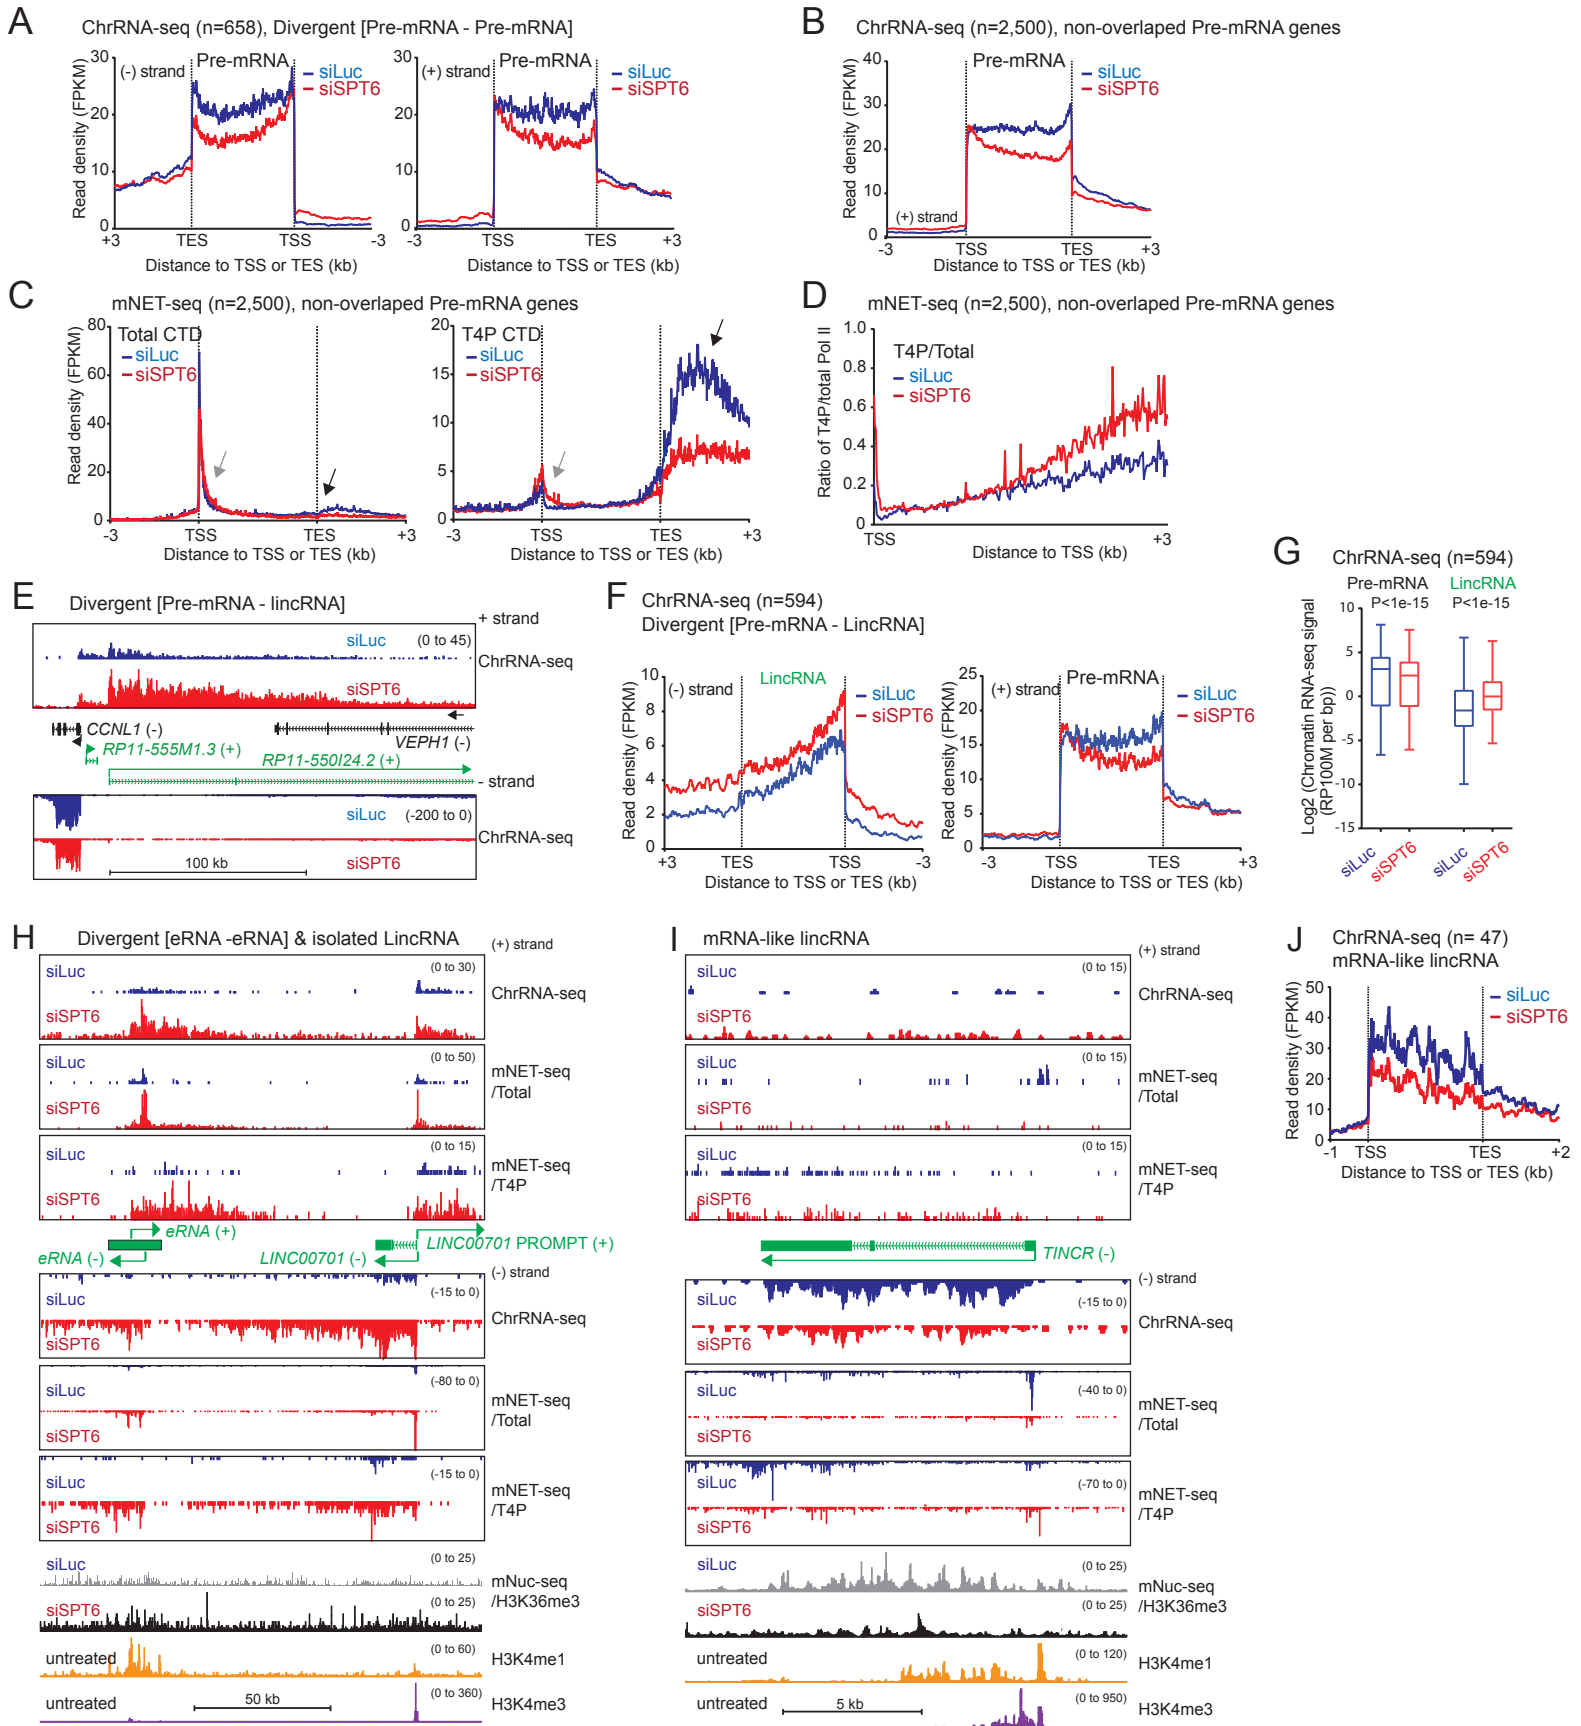 A
ChrRNA-seq (n=658), Divergent [Pre-mRNA - Pre-mRNA]
Read density (FPKM)
30
20
10
0
(-) strand
Pre-mRNA
siLuc
siSPT6
+3
TES
TSS
-3
Distance to TSS or TES (kb)
30
20
10
0
(+) strand
Pre-mRNA
siLuc
siSPT6
-3
TSS
TES
+3
Distance to TSS or TES (kb)
B
ChrRNA-seq (n=2,500), non-overlaped Pre-mRNA genes
Read density (FPKM)
40
30
20
10
0
Pre-mRNA
siLuc
siSPT6
(+) strand
-3
TSS
TES
+3
Distance to TSS or TES (kb)
C
mNET-seq (n=2,500), non-overlaped Pre-mRNA genes
Read density (FPKM)
80
60
40
20
0
Total CTD
siLuc
siSPT6
-3
TSS
TES
+3
Distance to TSS or TES (kb)
20
15
10
5
0
T4P CTD
siLuc
siSPT6
-3
TSS
TES
+3
Distance to TSS or TES (kb)
D
mNET-seq (n=2,500), non-overlaped Pre-mRNA genes
Ratio of T4P/total Pol II
1.0
0.8
0.6
0.4
0.2
0
T4P/Total
siLuc
siSPT6
TSS
+3
Distance to TSS (kb)
E
Divergent [Pre-mRNA - lincRNA]
+ strand
siLuc
(0 to 45)
ChrRNA-seq
siSPT6
CCNL1 (-)
VEPH1 (-)
RP11-555M1.3 (+)
RP11-550I24.2 (+)
- strand
siLuc
(-200 to 0)
ChrRNA-seq
100 kb
siSPT6
F
ChrRNA-seq (n=594)
Divergent [Pre-mRNA - LincRNA]
Read density (FPKM)
10
8
6
4
2
0
(-) strand
LincRNA
siLuc
siSPT6
+3
TES
TSS
-3
Distance to TSS or TES (kb)
Read density (FPKM)
25
20
15
10
5
0
(+) strand
Pre-mRNA
siLuc
siSPT6
-3
TSS
TES
+3
Distance to TSS or TES (kb)
G
ChrRNA-seq (n=594)
Pre-mRNA
LincRNA
P<1e-15
P<1e-15
Log2 (Chromatin RNA-seq signal
(RP100M per bp))
10
5
0
-5
-10
-15
siLuc
siSPT6
siLuc
siSPT6
H
Divergent [eRNA -eRNA] & isolated LincRNA
(+) strand
siLuc
(0 to 30)
ChrRNA-seq
siSPT6
siLuc
(0 to 50)
mNET-seq
/Total
siSPT6
siLuc
(0 to 15)
mNET-seq
/T4P
siSPT6
eRNA (+)
eRNA (-)
LINC00701 (-)
LINC00701 PROMPT (+)
(-) strand
siLuc
(-15 to 0)
ChrRNA-seq
siSPT6
siLuc
(-80 to 0)
mNET-seq
/Total
siSPT6
siLuc
(-15 to 0)
mNET-seq
/T4P
siSPT6
siLuc
(0 to 25)
mNuc-seq
/H3K36me3
siSPT6
(0 to 25)
untreated
(0 to 60)
H3K4me1
untreated
50 kb
(0 to 360)
H3K4me3
I
mRNA-like lincRNA
(+) strand
siLuc
(0 to 15)
ChrRNA-seq
siSPT6
siLuc
(0 to 15)
mNET-seq
/Total
siSPT6
siLuc
(0 to 15)
mNET-seq
/T4P
siSPT6
TINCR (-)
(-) strand
siLuc
(-15 to 0)
ChrRNA-seq
siSPT6
siLuc
(-40 to 0)
mNET-seq
/Total
siSPT6
siLuc
(-70 to 0)
mNET-seq
/T4P
siSPT6
siLuc
(0 to 25)
mNuc-seq
/H3K36me3
siSPT6
(0 to 25)
untreated
(0 to 120)
H3K4me1
untreated
5 kb
(0 to 950)
H3K4me3
J
ChrRNA-seq (n= 47)
mRNA-like lincRNA
Read density (FPKM)
50
40
30
20
10
0
siLuc
siSPT6
-1
TSS
TES
+2
Distance to TSS or TES (kb)